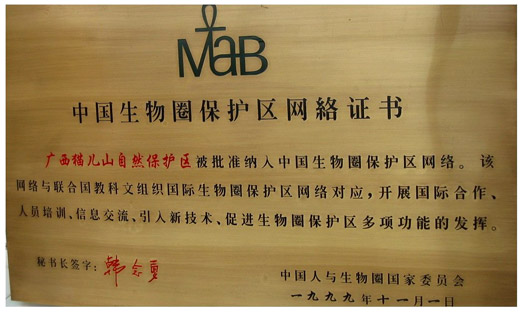 MaB
中国生物圈保护区网络证书
广西猫儿山自然保护区被批准纳入中国生物圈保护区网络。该
网络与联合国教科文组织国际生物圈保护区网络对应，开展国际合作、
人员培训、信息交流、引入新技术、促进生物圈保护区多项功能的发挥。
秘书长签字：韩念勇
中国人与生物圈国家委员会
一九九九年十一月一日